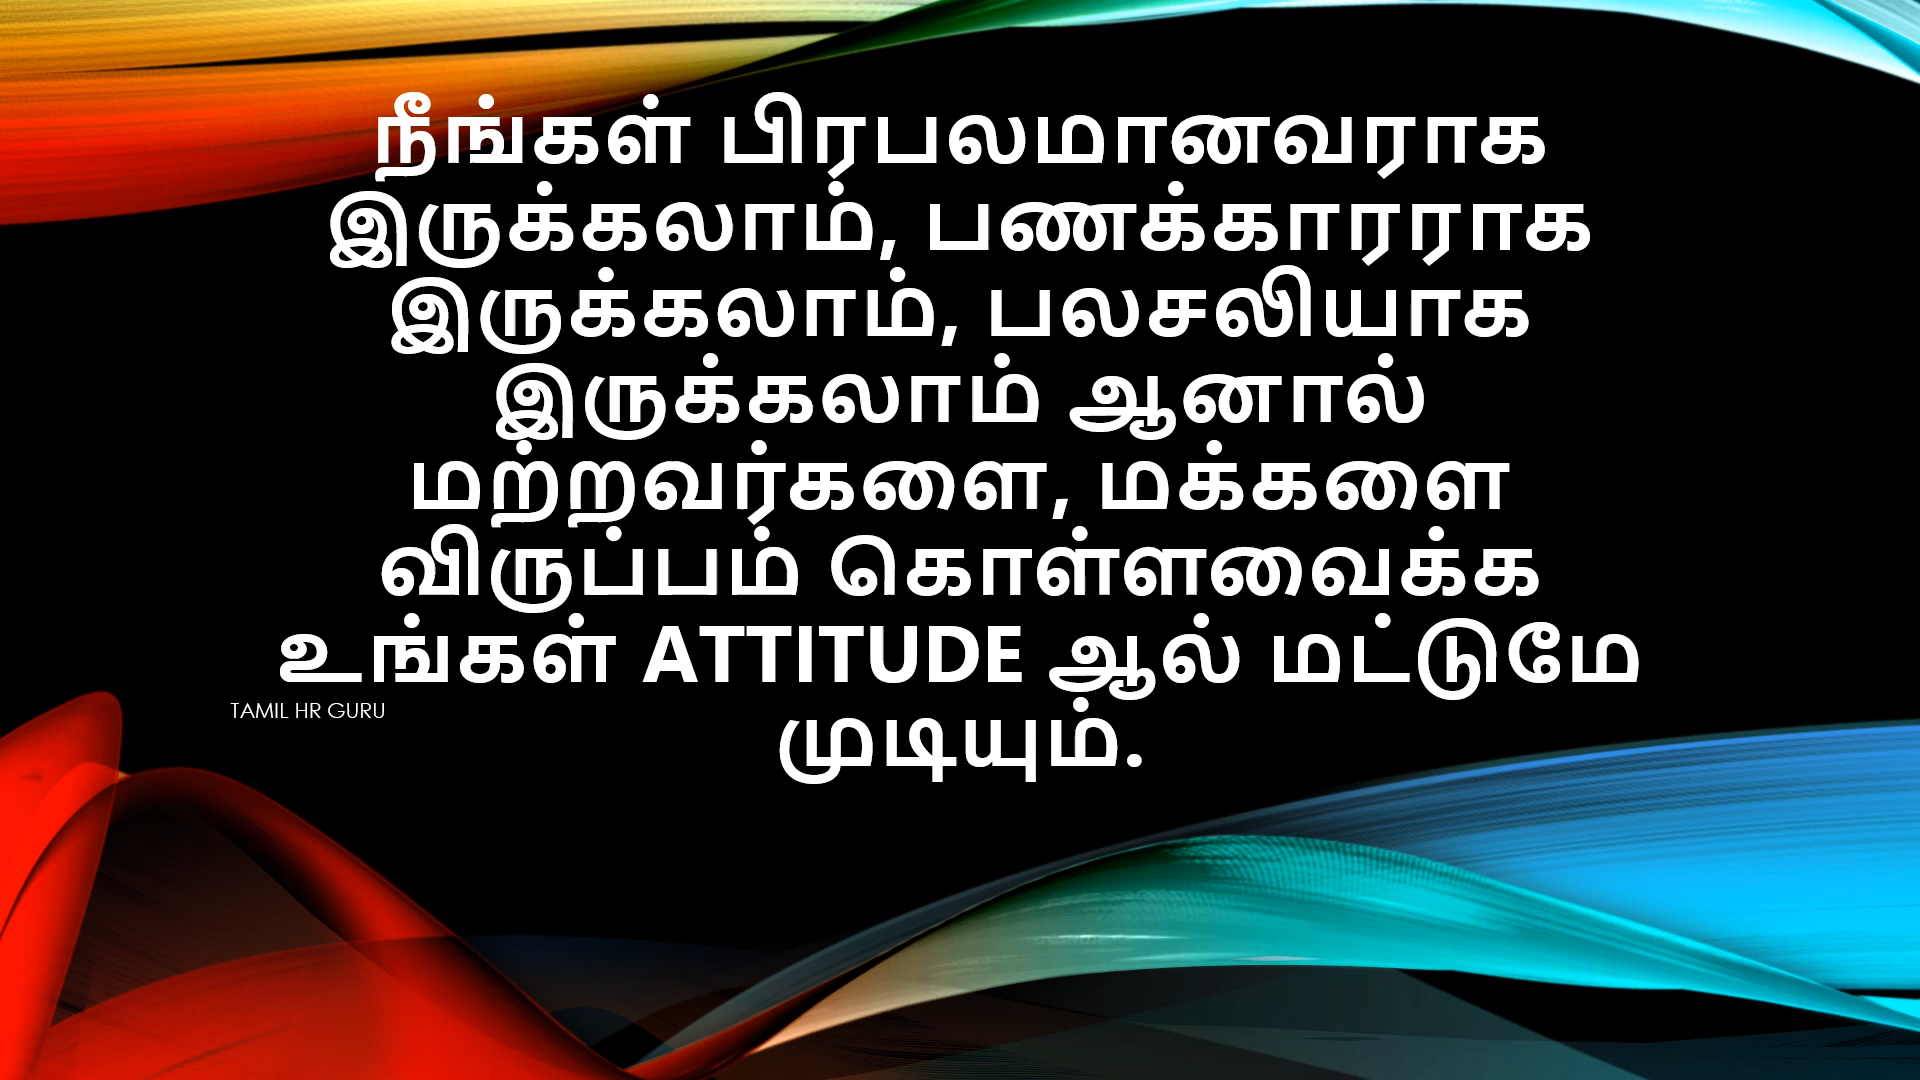 நீங்கள் பிரபலமானவராக
இருக்கலாம், பணக்காரராக
இருக்கலாம், பலசலியாக
இருக்கலாம் ஆனால்
மற்றவர்களை, மக்களை
விருப்பம் கொள்ளவைக்க
உங்கள் ATTITUDE ஆல் மட்டுமே
முடியும்.
TAMIL HR GURU